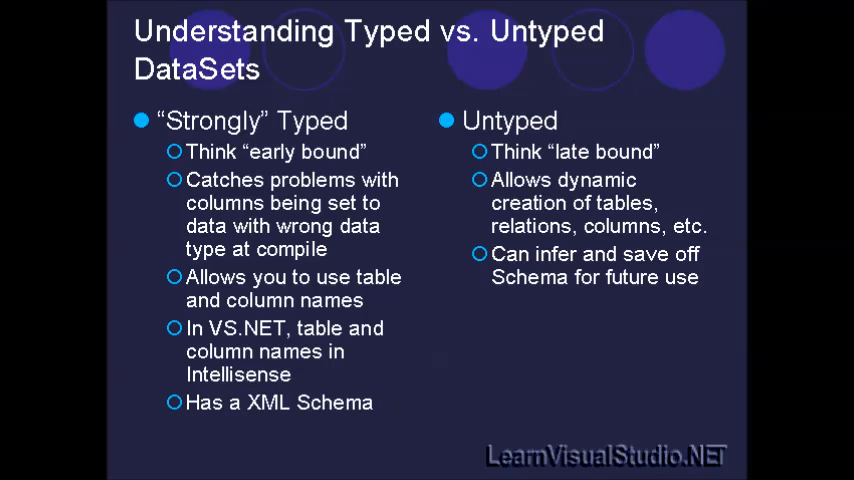 Understanding Typed vs. Untyped
DataSets
“Strongly” Typed
Think “early bound”
Catches problems with
columns being set to
data with wrong data
type at compile
Allows you to use table
and column names
In VS.NET, table and
column names in
Intellisense
Has a XML Schema
Untyped
Think “late bound”
Allows dynamic
creation of tables,
relations, columns, etc.
Can infer and save off
Schema for future use
LearnVisualStudio.NET